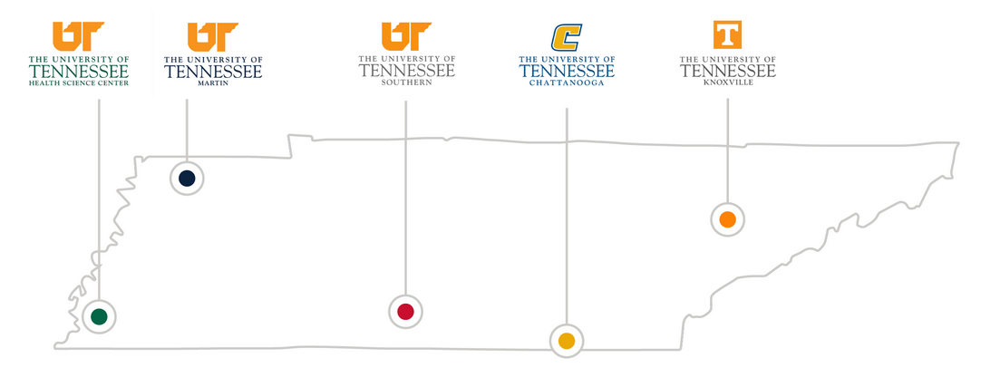 UT
THE UNIVERSITY OF
TENNESSEE
HEALTH SCIENCE CENTER
UT
THE UNIVERSITY OF
TENNESSEE
MARTIN
UT
THE UNIVERSITY OF
TENNESSEE
SOUTHERN
C
THE UNIVERSITY OF
TENNESSEE
CHATTANOOGA
T
THE UNIVERSITY OF
TENNESSEE
KNOXVILLE